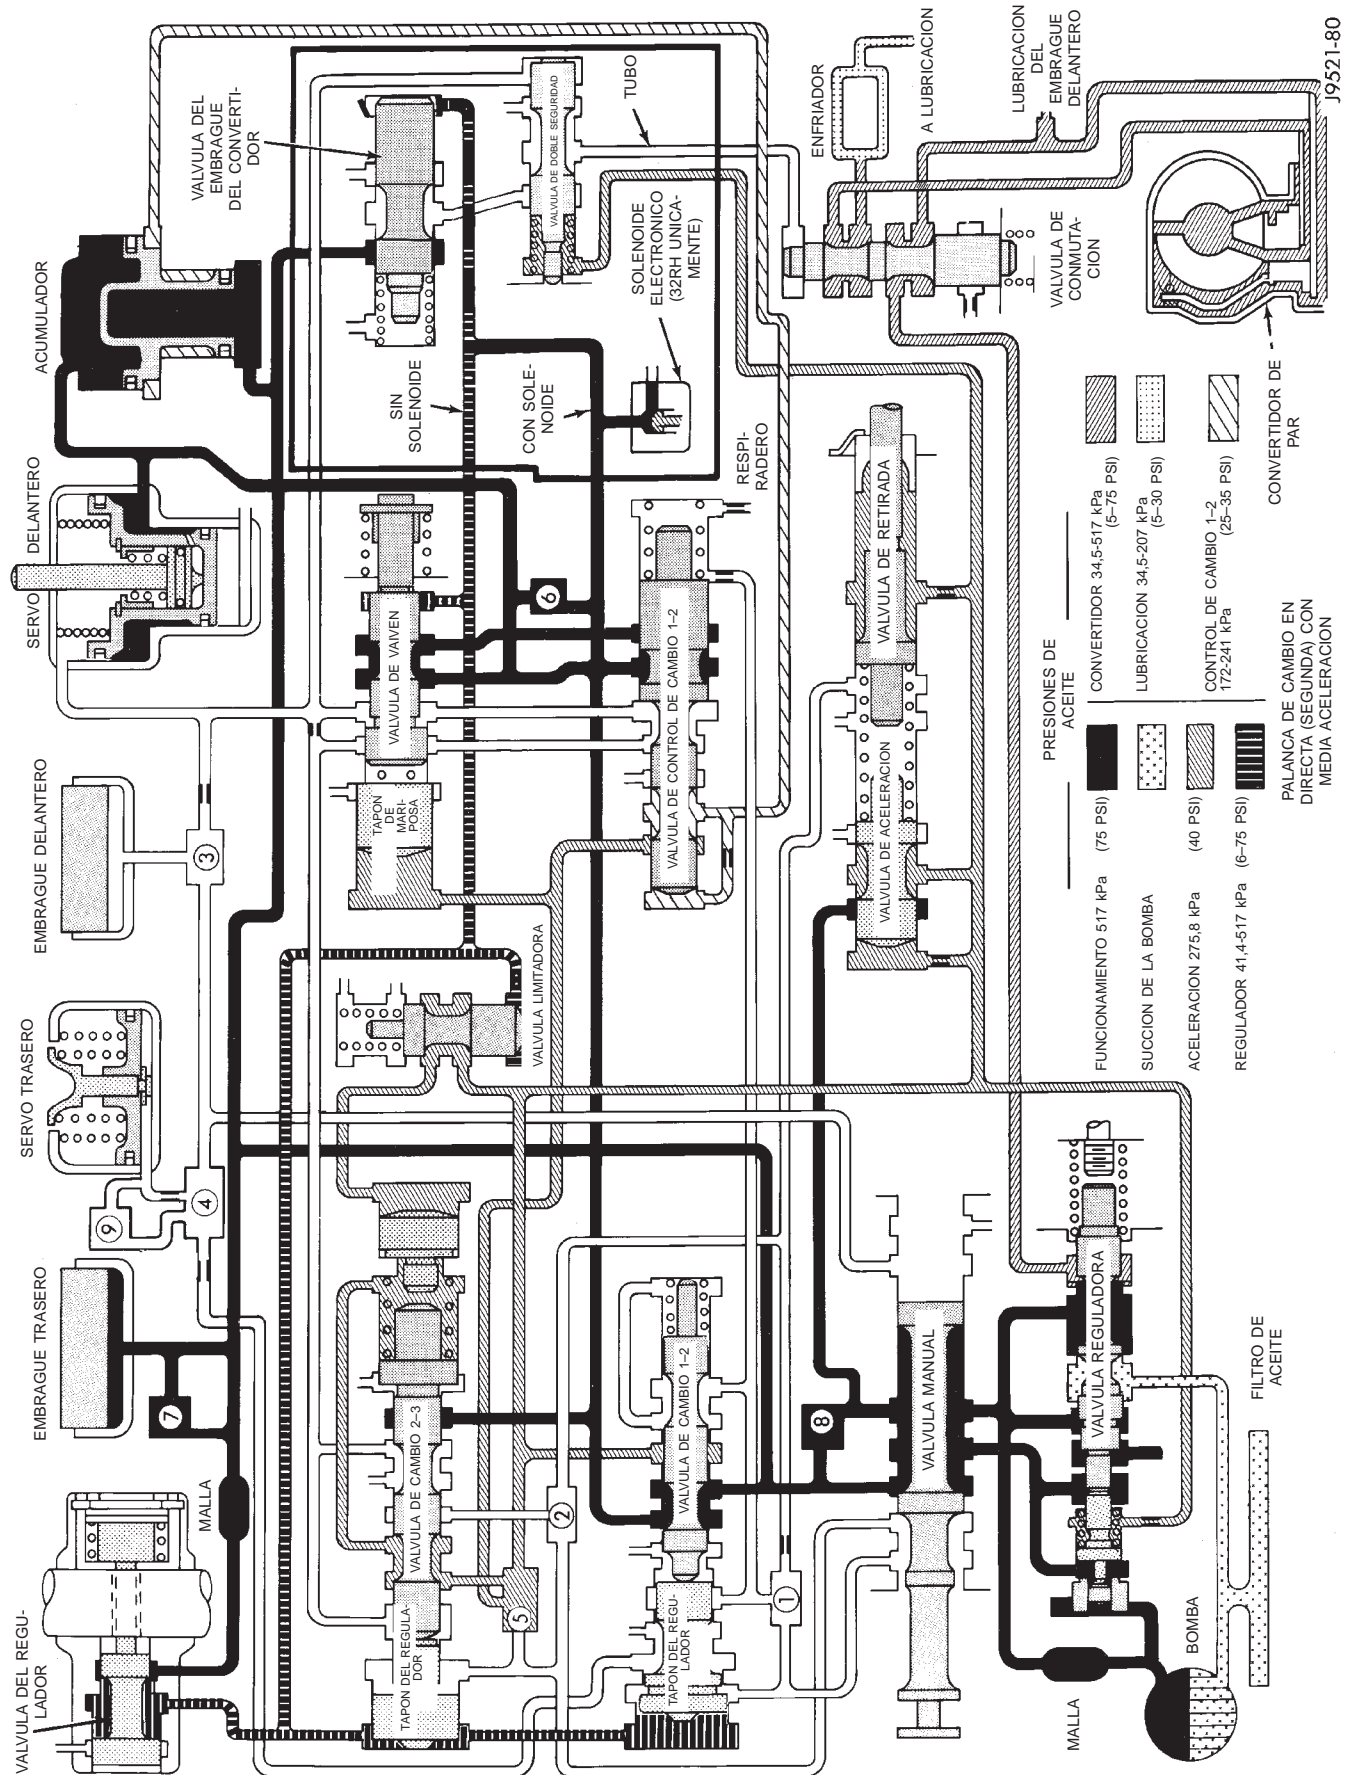 VALVULA DEL REGU-
LADOR
MALLA
EMBRAGUE TRASERO
SERVO TRASERO
EMBRAGUE DELANTERO
SERVO DELANTERO
ACUMULADOR
7
9
4
3
VALVULA DEL
EMBRAGUE
DEL CONVERTI-
DOR
TAPON DEL REGULA-
DOR
VALVULA DE CAMBIO 2–3
VALVULA LIMITADORA
TAPON
DE
MARI-
POSA
VALVULA DE VAIVEN
SIN
SOLENOIDE
CON SOLE-
NOIDE
VALVULA DE DOBLE SEGURIDAD
TUBO
SOLENOIDE
ELECTRONICO
(32RH UNICA-
MENTE)
5
2
6
TAPON DEL REGU-
LADOR
VALVULA DE CAMBIO 1–2
VALVULA DE CONTROL DE CAMBIO 1–2
RESPI-
RADERO
1
8
ENFRIADOR
A LUBRICACION
LUBRICACION
DEL
EMBRAGUE
DELANTERO
VALVULA DE
CONMUTA-
CION
VALVULA MANUAL
VALVULA DE ACELERACION
VALVULA DE RETIRADA
MALLA
BOMBA
VALVULA REGULADORA
FILTRO DE
ACEITE
PRESIONES DE
ACEITE
FUNCIONAMIENTO 517 kPa (75 PSI)
SUCCION DE LA BOMBA
ACELERACION 275,8 kPa (40 PSI)
REGULADOR 41,4-517 kPa (6–75 PSI)
CONVERTIDOR 34,5-517 kPa
(5–75 PSI)
LUBRICACION 34,5-207 kPa
(5–30 PSI)
CONTROL DE CAMBIO 1–2
172-241 kPa (25–35 PSI)
PALANCA DE CAMBIO EN
DIRECTA (SEGUNDA) CON
MEDIA ACELERACION
CONVERTIDOR DE
PAR
J9521-80